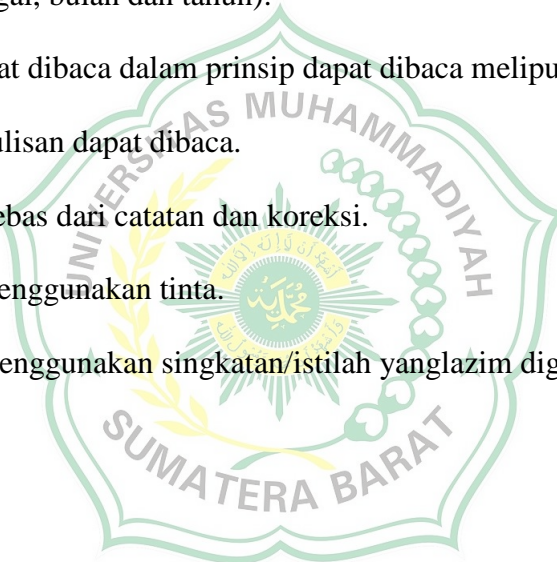 gal, bulan dan tahun).
at dibaca dalam prinsip dapat dibaca melipu
ulisan dapat dibaca.
ebas dari catatan dan koreksi.
enggunakan tinta.
enggunakan singkatan/istilah yanglazim dig
UNIVERSITAS MUHAMMADIYAH
SUMATERA BARAT